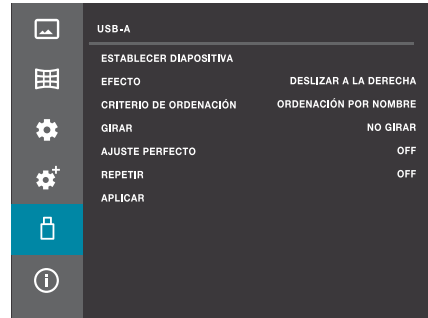 USB-A
ESTABLECER DIAPOSITIVA
EFECTO DESLIZAR A LA DERECHA
CRITERIO DE ORDENACIÓN ORDENACIÓN POR NOMBRE
GIRAR NO GIRAR
AJUSTE PERFECTO OFF
REPETIR OFF
APLICAR